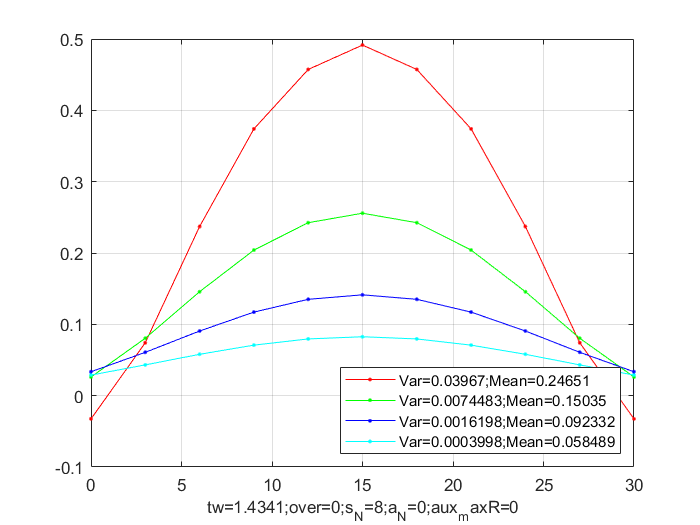 0.5
0.4
0.3
0.2
0.1
0
-0.1
Var=0.03967;Mean=0.24651
Var=0.0074483;Mean=0.15035
Var=0.0016198;Mean=0.092332
Var=0.0003998;Mean=0.058489
0 5 10 15 20 25 30
tw=1.4341;over=0;s_N=8;a_N=0;aux_maxR=0